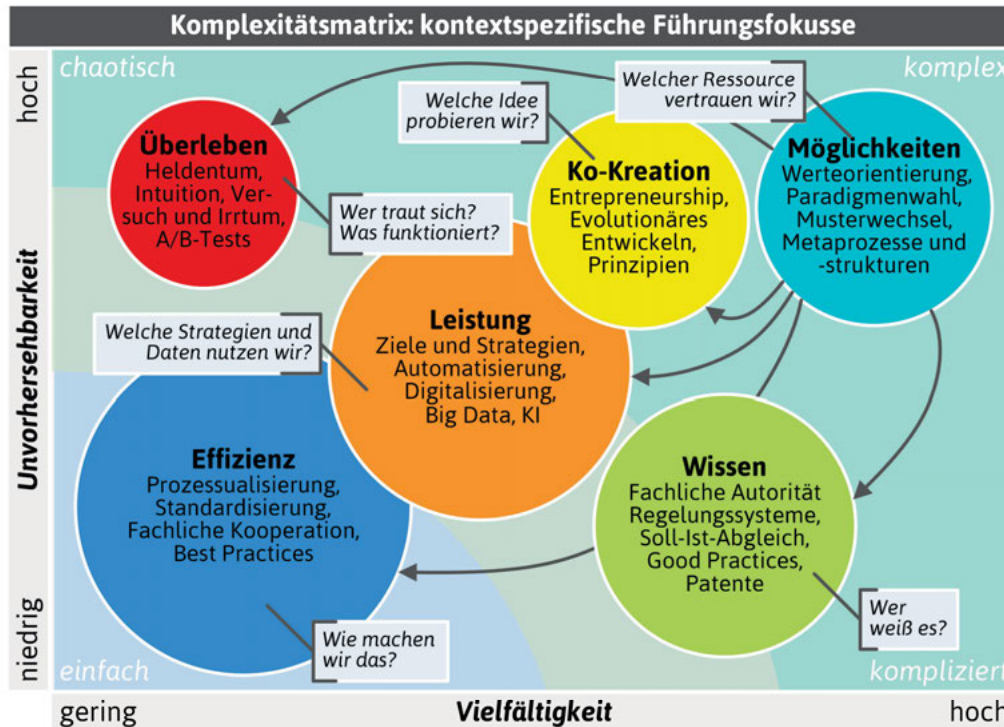 Komplexitätsmatrix: kontextspezifische Führungsfokusse
hoch
Unvorhersehbarkeit
niedrig
chaotisch
komplex
Welche Idee
probieren wir?
Welcher Ressource
vertrauen wir?
Überleben
Heldentum,
Intuition, Ver-
such und Irrtum,
A/B-Tests
Wer traut sich?
Was funktioniert?
Ko-Kreation
Entrepreneurship,
Evolutionäres
Entwickeln,
Prinzipien
Möglichkeiten
Werteorientierung,
Paradigmenwahl,
Musterwechsel,
Metaprozesse und
-strukturen
Welche Strategien und
Daten nutzen wir?
Leistung
Ziele und Strategien,
Automatisierung,
Digitalisierung,
Big Data, KI
Effizienz
Prozessualisierung,
Standardisierung,
Fachliche Kooperation,
Best Practices
Wissen
Fachliche Autorität
Regelungssysteme,
Soll-Ist-Abgleich,
Good Practices,
Patente
Wie machen
wir das?
Wer
weiß es?
einfach
kompliziert
gering
Vielfältigkeit
hoch